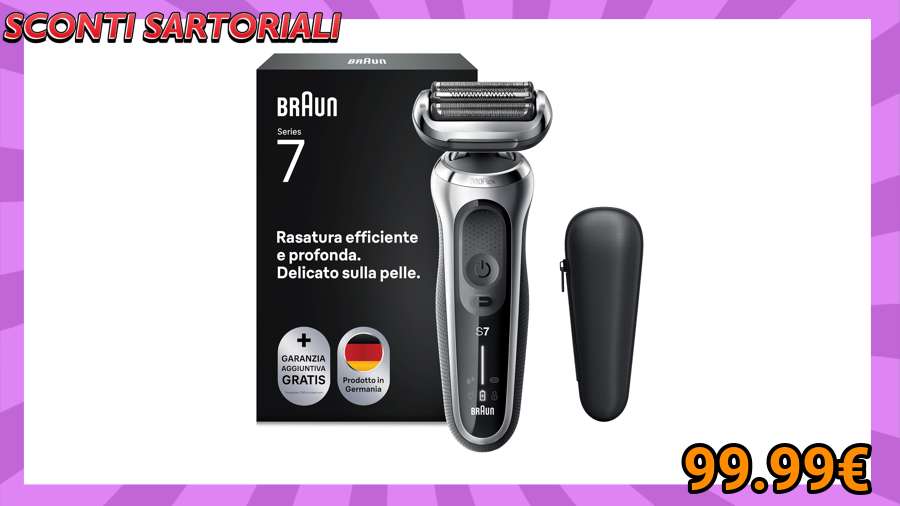 SCONTI SARTORIALI
BRAUN
BRAUN
Series
7
Rasatura efficiente
e profonda.
Delicato sulla pelle.
+
GARANZIA
AGGIUNTIVA
GRATIS
Prodotto in
Germania
S7
BRAUN
99.99€